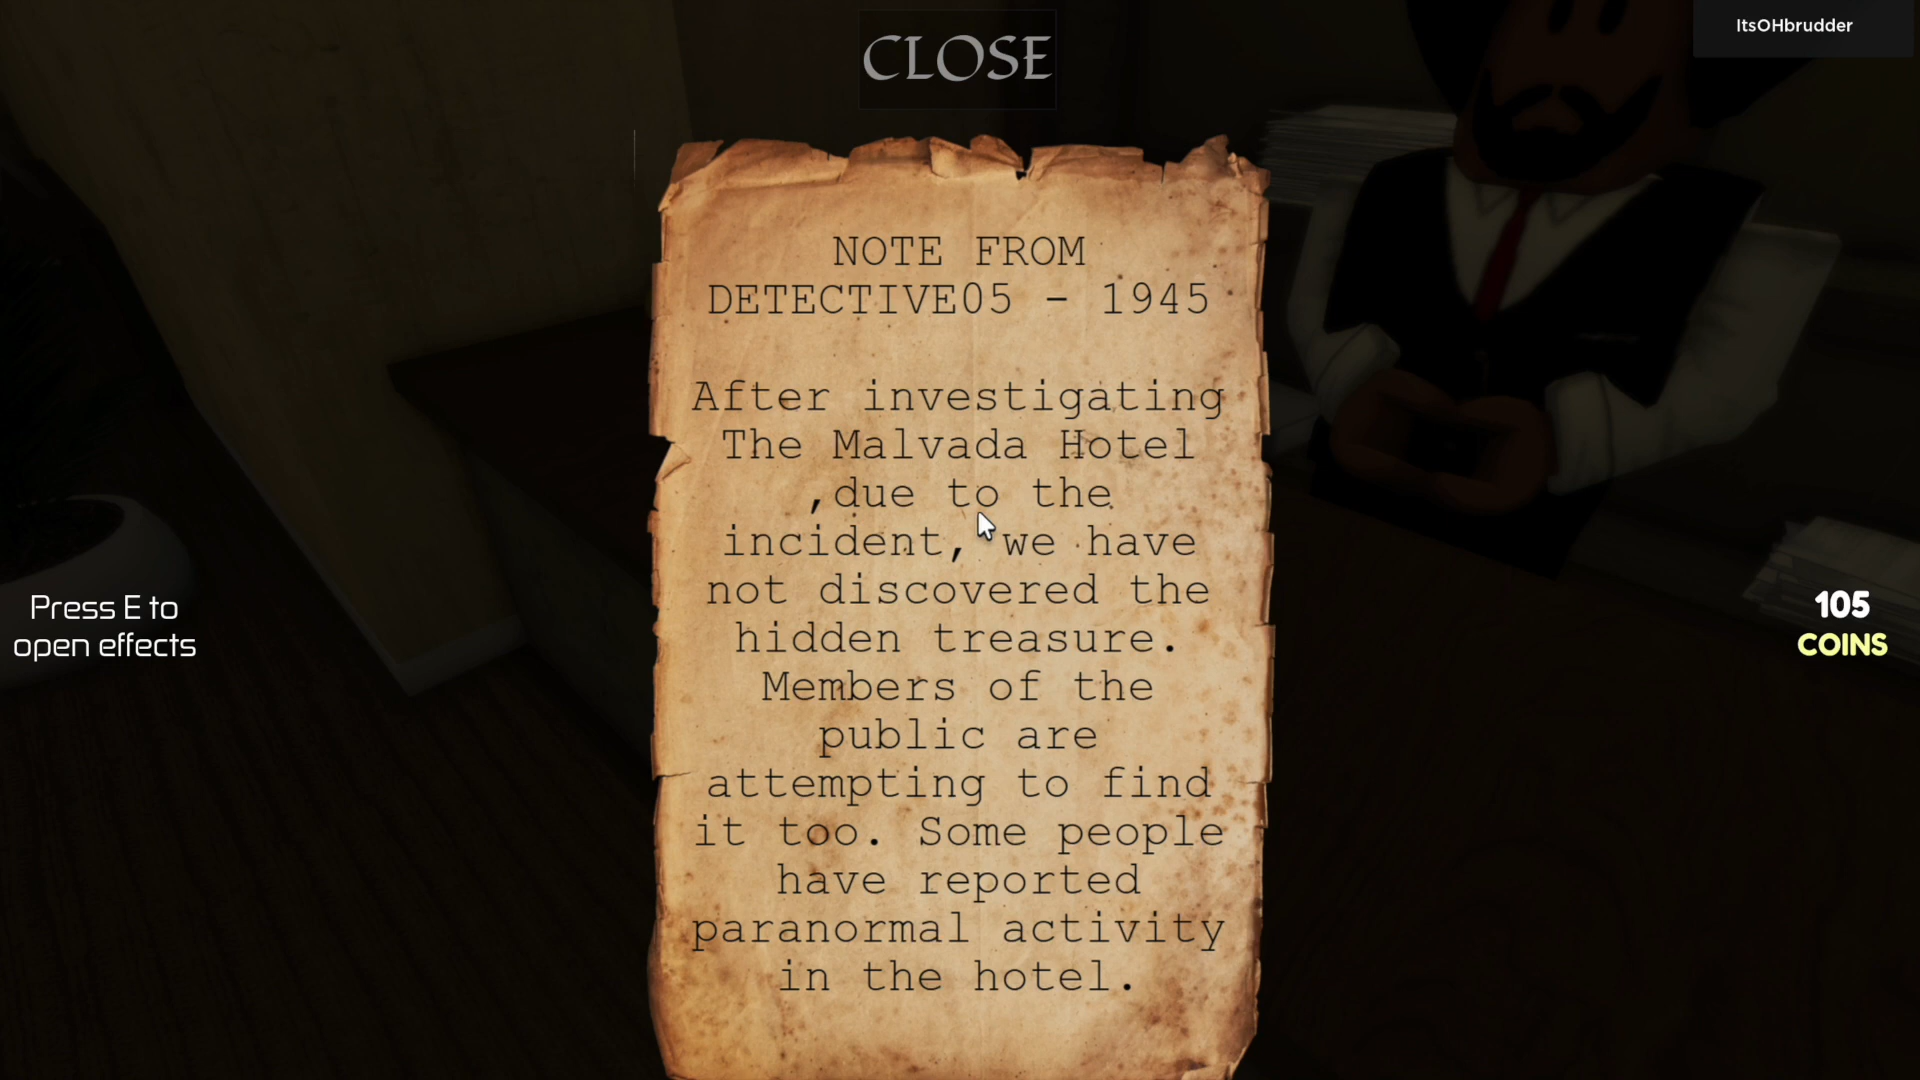 CLOSE
ItsOHbrudder
NOTE FROM
DETECTIVE05 - 1945
After investigating
The Malvada Hotel
,due to the
incident, we have
not discovered the
hidden treasure.
Members of the
public are
attempting to find
it too. Some people
have reported
paranormal activity
in the hotel.
Press E to
open effects
105
COINS